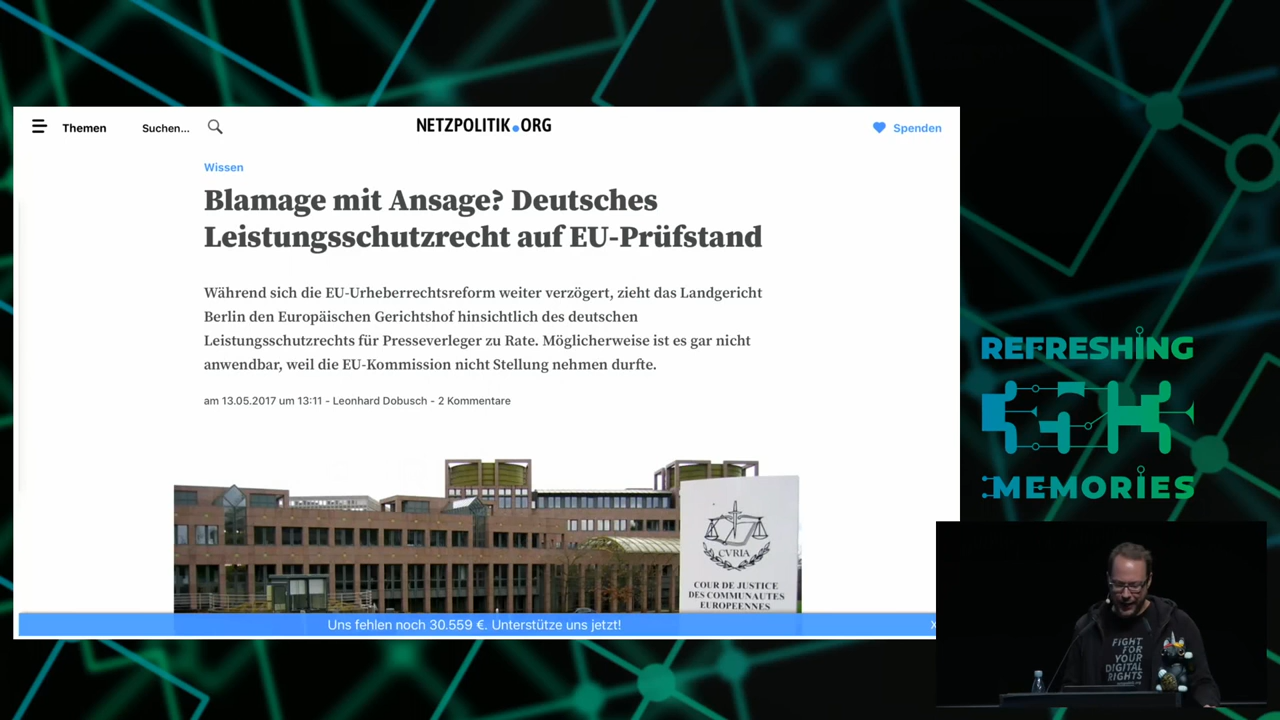 Themen
Suchen...
NETZPOLITIK.ORG
Spenden
Wissen
Blamage mit Ansage? Deutsches
Leistungsschutzrecht auf EU-Prüfstand
Während sich die EU-Urheberrechtsreform weiter verzögert, zieht das Landgericht
Berlin den Europäischen Gerichtshof hinsichtlich des deutschen
Leistungsschutzrechts für Presseverleger zu Rate. Möglicherweise ist es gar nicht
anwendbar, weil die EU-Kommission nicht Stellung nehmen durfte.
am 13.05.2017 um 13:11 - Leonhard Dobusch - 2 Kommentare
CVRIA
COUR DE JUSTICE
DES COMMUNAUTES
EUROPEENNES
Uns fehlen noch 30.559 €. Unterstütze uns jetzt!
X
REFRESHING
:MEMORIES
FIGHT
FOR
YOUR
DIGITAL
RIGHTS